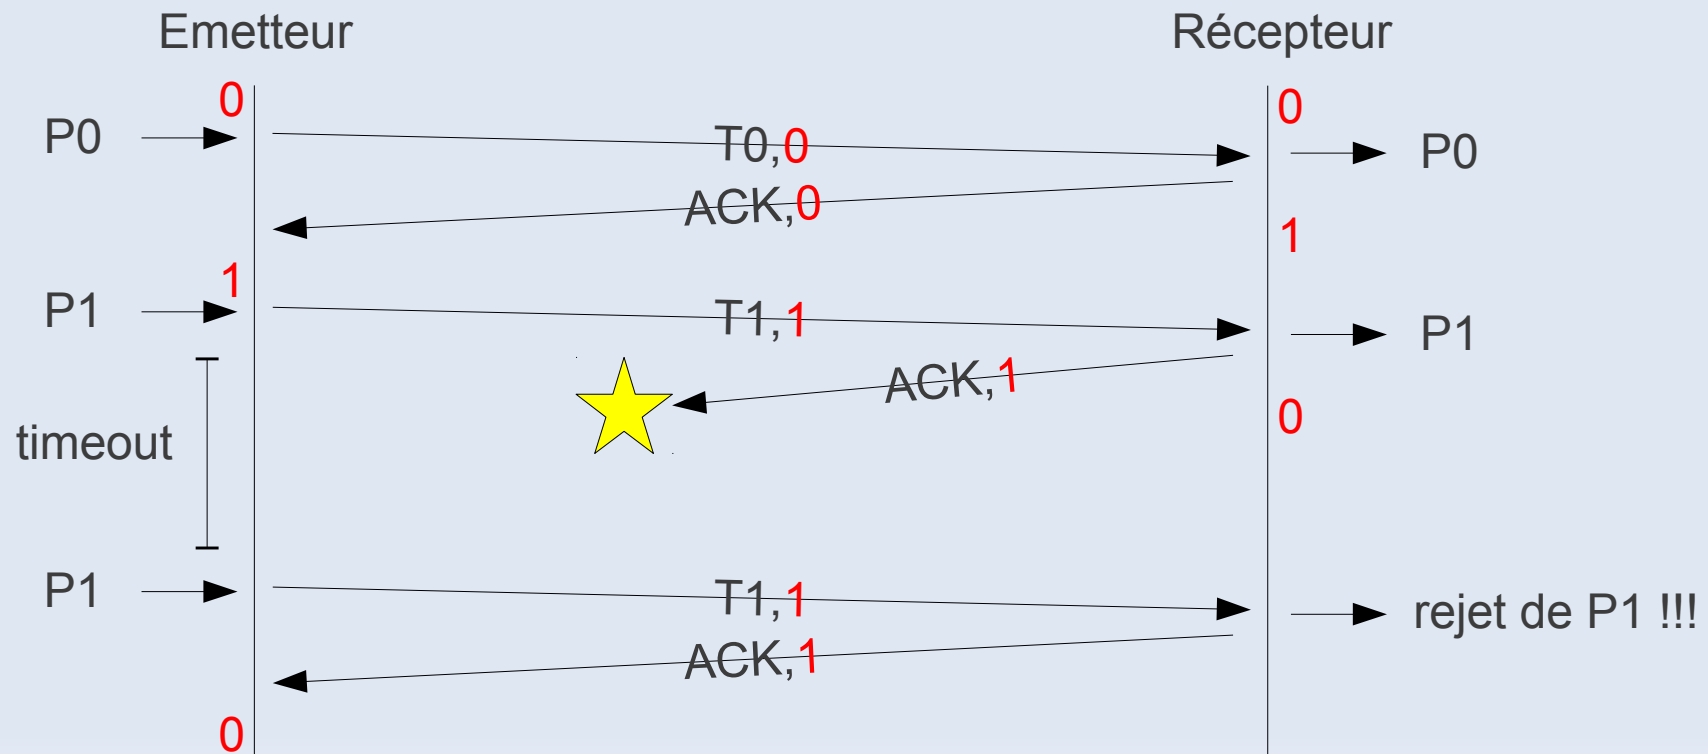 Emetteur
Récepteur
0
0
P0
T0,0
P0
ACK,0
1
1
P1
T1,1
P1
ACK,1
0
timeout
P1
T1,1
rejet de P1 !!!
ACK,1
0